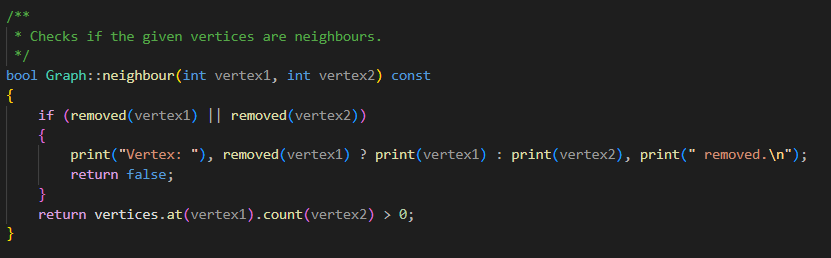 /**
 * Checks if the given vertices are neighbours.
 */
bool Graph::neighbour(int vertex1, int vertex2) const
{
    if (removed(vertex1) || removed(vertex2))
    {
        print("Vertex: "), removed(vertex1) ? print(vertex1) : print(vertex2), print(" removed.\n");
        return false;
    }
    return vertices.at(vertex1).count(vertex2) > 0;
}